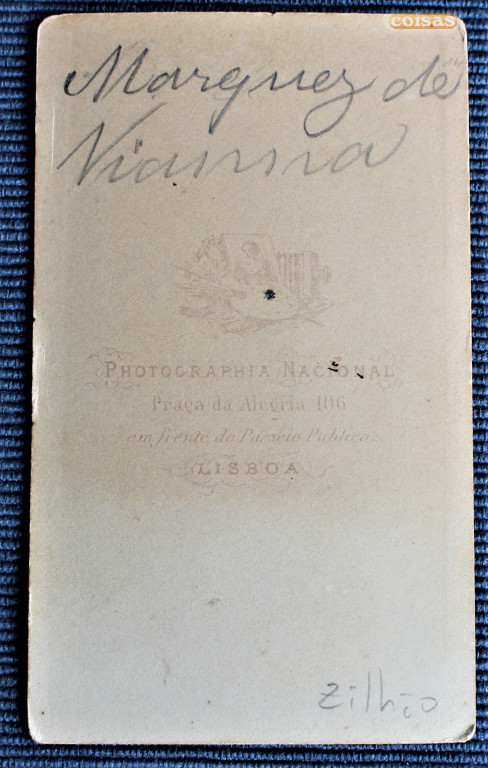 coisas
Marquez de
Vianna
PHOTOGRAPHIA NACIONAL
Praça da Alegria 106
em frente do Passeio Publico
LISBOA